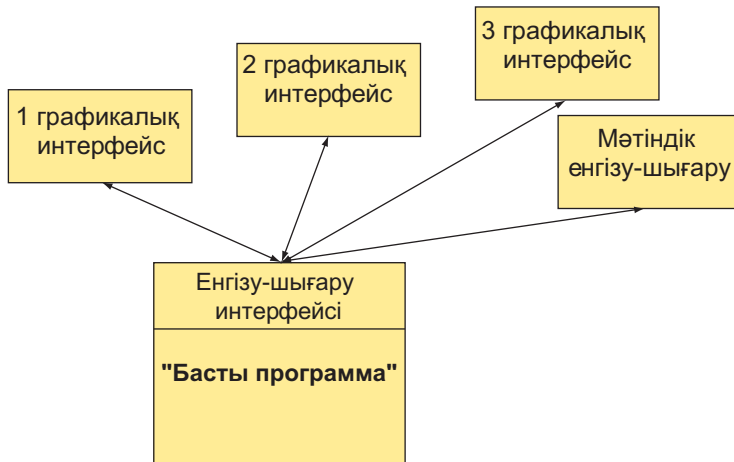 1 графикалық
интерфейс
2 графикалық
интерфейс
3 графикалық
интерфейс
Мәтіндік
енгізу-шығару
Енгізу-шығару
интерфейсі
"Басты программа"